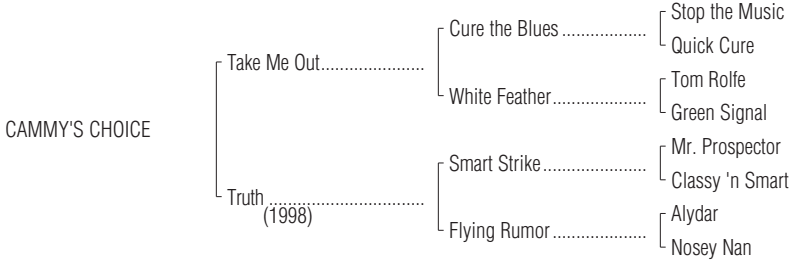 Stop the Music
Cure the Blues ..................
Quick Cure
Take Me Out......................
Tom Rolfe
White Feather....................
Green Signal
CAMMY'S CHOICE
Mr. Prospector
Smart Strike......................
Classy 'n Smart
Truth .................................
(1998)
Alydar
Flying Rumor ....................
Nosey Nan